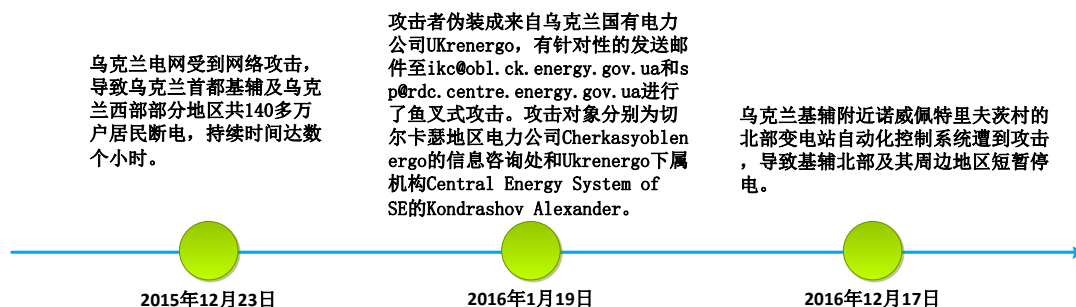 乌克兰电网受到网络攻击，
导致乌克兰首都基辅及乌克
兰西部部分地区共140多万
户居民断电，持续时间达数
个小时。
攻击者伪装成来自乌克兰国有电力
公司UKrenergo，有针对性的发送邮
件至ikc@obl.ck.energy.gov.ua和s
p@rdc.centre.energy.gov.ua进行
了鱼叉式攻击。攻击对象分别为切
尔卡瑟地区电力公司Cherkasyoblen
ergo的信息咨询处和Ukrenergo下属
机构Central Energy System of
SE的Kondrashov Alexander。
乌克兰基辅附近诺威佩特里夫茨村的
北部变电站自动化控制系统遭到攻击
，导致基辅北部及其周边地区短暂停
电。
2015年12月23日
2016年1月19日
2016年12月17日